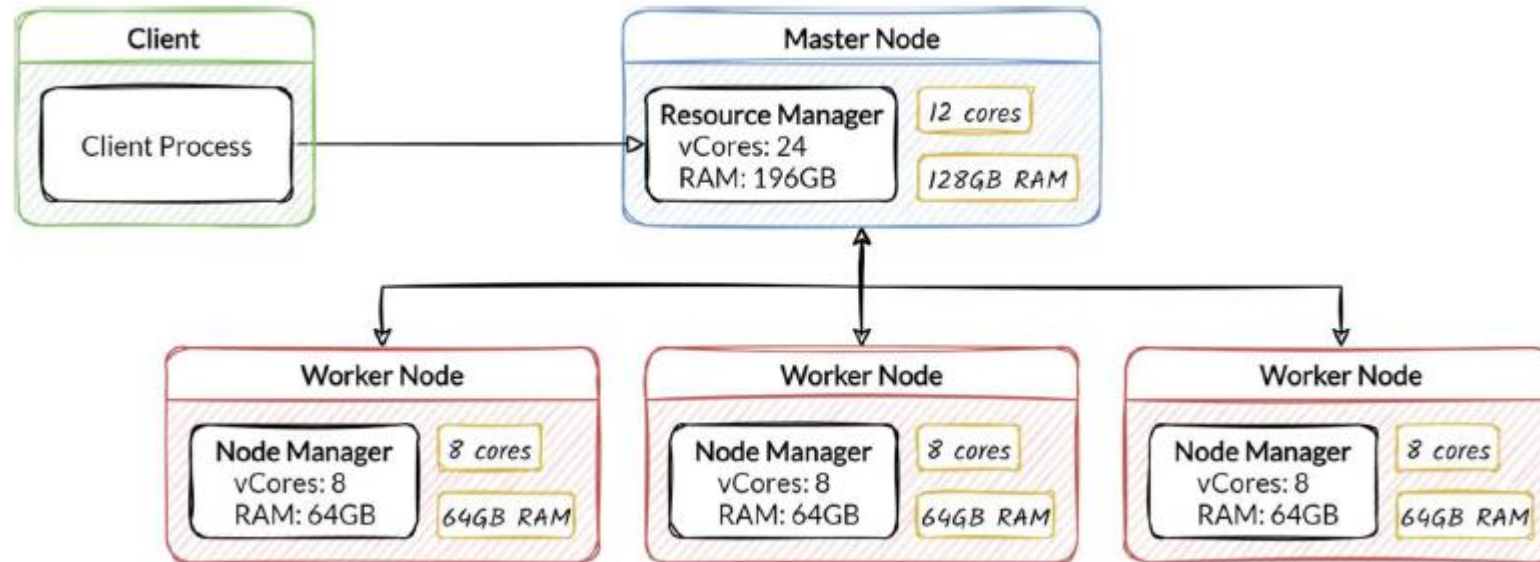 Client
Client Process
Master Node
Resource Manager
vCores: 24
RAM: 196GB
12 cores
128GB RAM
Worker Node
Node Manager
vCores: 8
RAM: 64GB
8 cores
64GB RAM
Worker Node
Node Manager
vCores: 8
RAM: 64GB
8 cores
64GB RAM
Worker Node
Node Manager
vCores: 8
RAM: 64GB
8 cores
64GB RAM